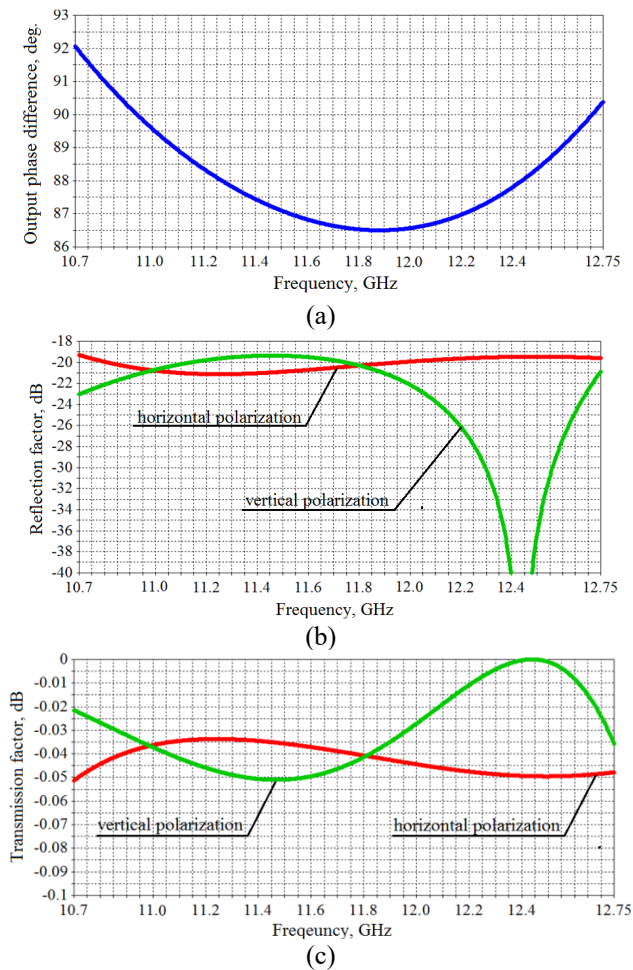 93
92
91
90
89
88
87
86
Output phase difference, deg.
10.7 11.0 11.2 11.4 11.6 11.8 12.0 12.2 12.4 12.75
Frequency, GHz
(a)
-18
-20
-22
-24
-26
-28
-30
-32
-34
-36
-38
-40
Reflection factor, dB
horizontal polarization
vertical polarization
10.7 11.0 11.2 11.4 11.6 11.8 12.0 12.2 12.4 12.75
Frequency, GHz
(b)
0
-0.01
-0.02
-0.03
-0.04
-0.05
-0.06
-0.07
-0.08
-0.09
-0.1
Transmission factor, dB
vertical polarization
horizontal polarization
10.7 11.0 11.2 11.4 11.6 11.8 12.0 12.2 12.4 12.75
Freqeuncy, GHz
(c)